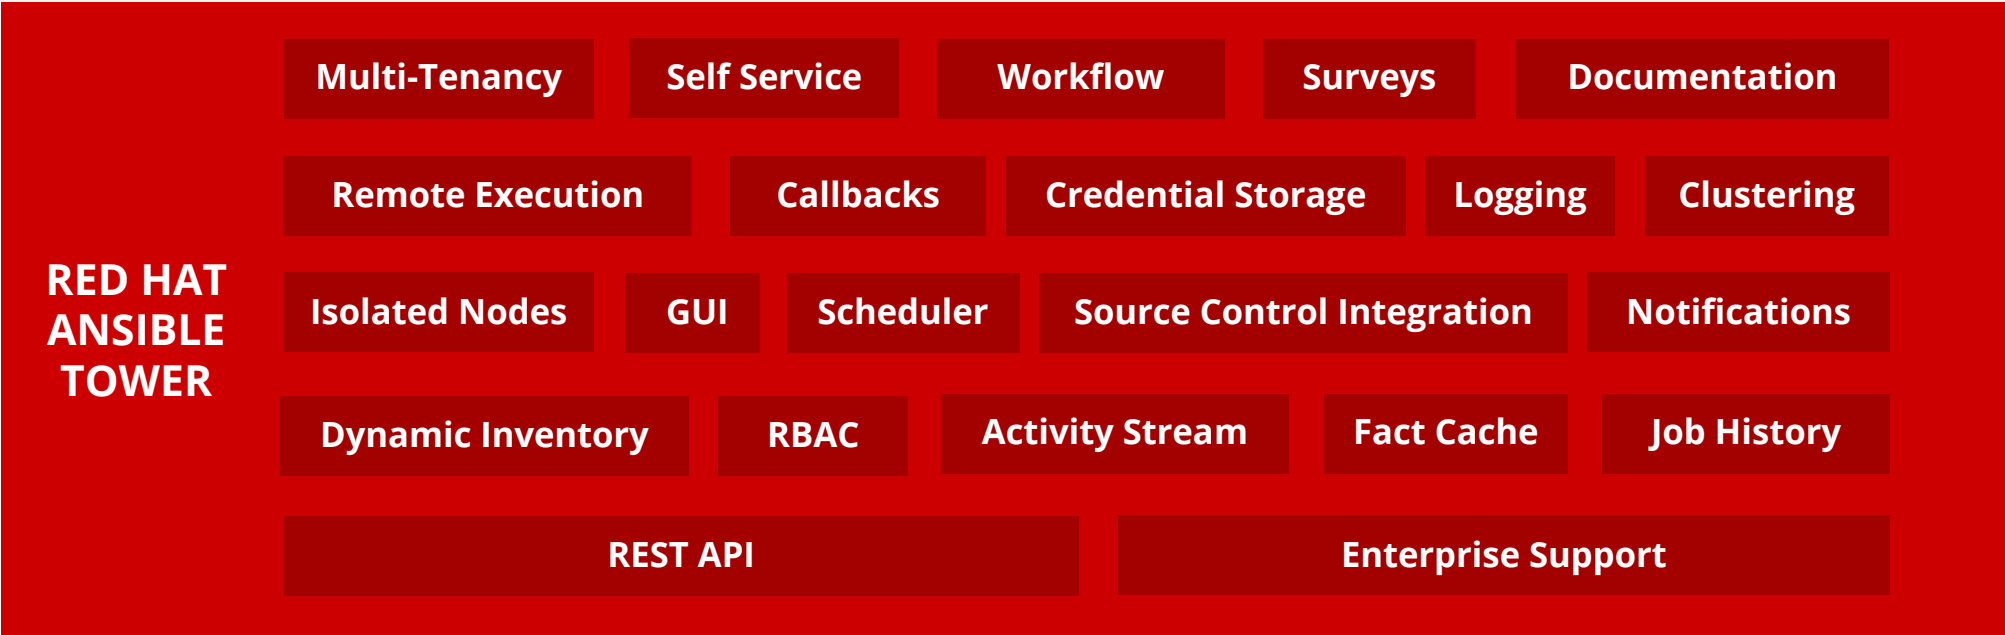 RED HAT
ANSIBLE
TOWER
Multi-Tenancy
Self Service
Workflow
Surveys
Documentation
Remote Execution
Callbacks
Credential Storage
Logging
Clustering
Isolated Nodes
GUI
Scheduler
Source Control Integration
Notifications
Dynamic Inventory
RBAC
Activity Stream
Fact Cache
Job History
REST API
Enterprise Support